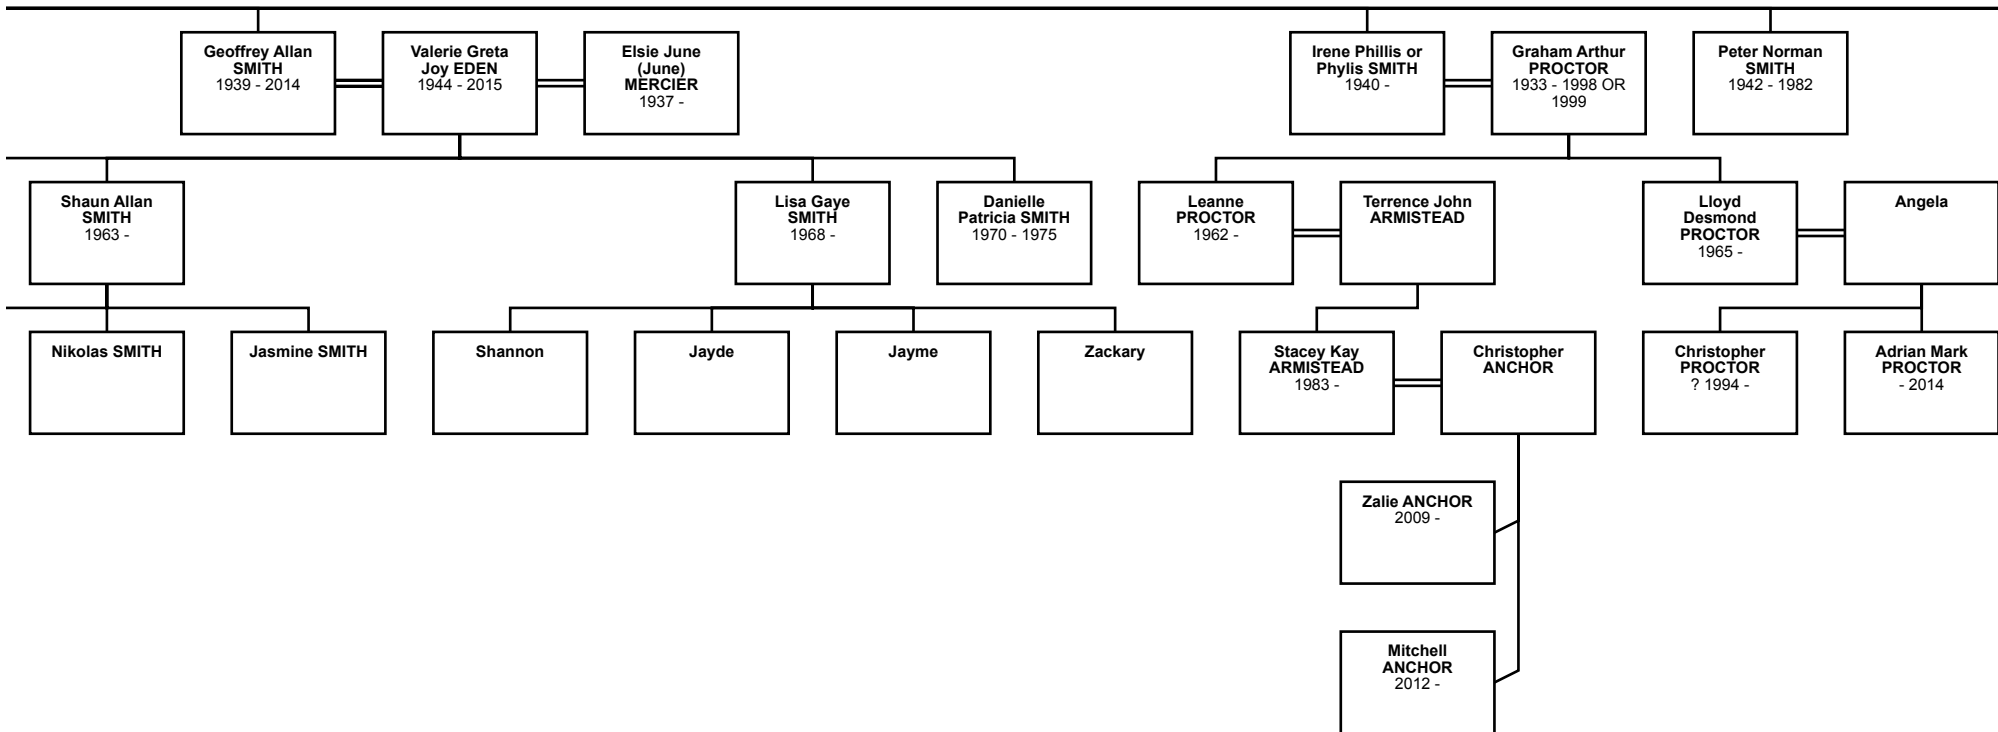 Geoffrey Allan
SMITH
1939 - 2014
Valerie Greta
Joy EDEN
1944 - 2015
Elsie June
(June)
MERCIER
1937 -
Irene Phillis or
Phylis SMITH
1940 -
Graham Arthur
PROCTOR
1933 - 1998 OR
1999
Peter Norman
SMITH
1942 - 1982
Shaun Allan
SMITH
1963 -
Lisa Gaye
SMITH
1968 -
Danielle
Patricia SMITH
1970 - 1975
Leanne
PROCTOR
1962 -
Terrence John
ARMISTEAD
Lloyd
Desmond
PROCTOR
1965 -
Angela
Nikolas SMITH
Jasmine SMITH
Shannon
Jayde
Jayme
Zackary
Stacey Kay
ARMISTEAD
1983 -
Christopher
ANCHOR
Christopher
PROCTOR
? 1994 -
Adrian Mark
PROCTOR
- 2014
Zalie ANCHOR
2009 -
Mitchell
ANCHOR
2012 -